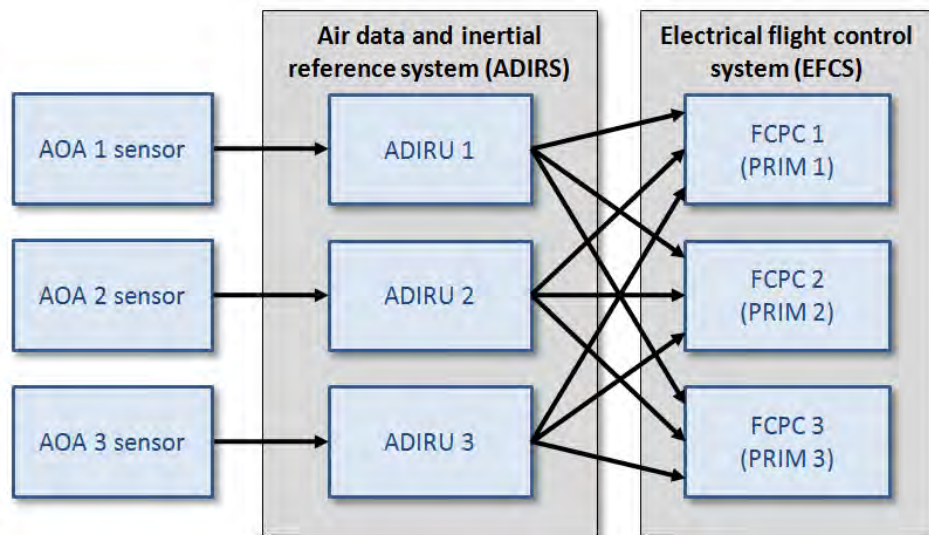 Air data and inertial
reference system (ADIRS)
Electrical flight control
system (EFCS)
AOA 1 sensor
ADIRU 1
FCPC 1
(PRIM 1)
AOA 2 sensor
ADIRU 2
FCPC 2
(PRIM 2)
AOA 3 sensor
ADIRU 3
FCPC 3
(PRIM 3)